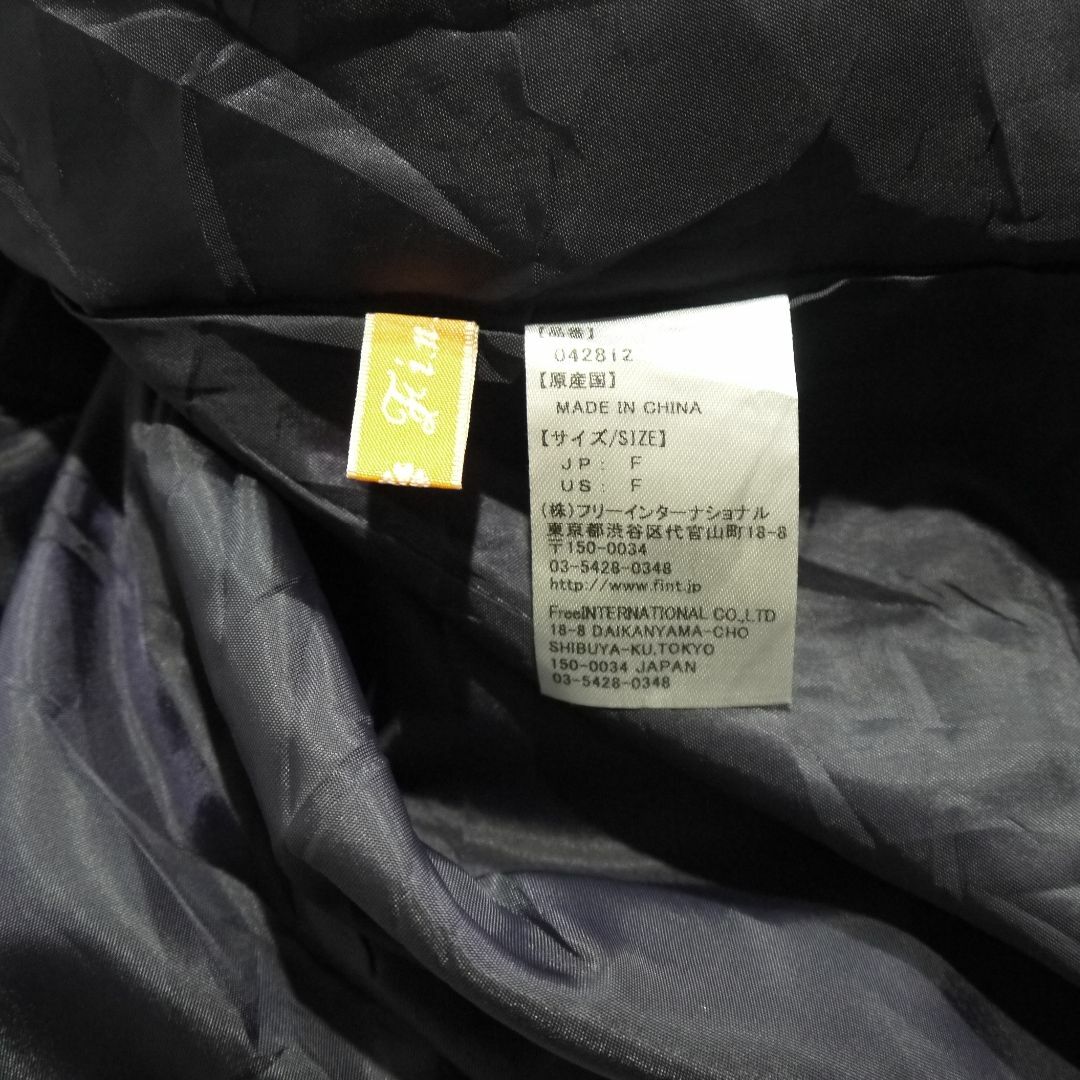 Fin
【品番】
042812
【原産国】
MADE IN CHINA
【サイズ/SIZE】
JP: F
US: F
(株)フリーインターナショナル
東京都渋谷区代官山町18-8
〒150-0034
03-5428-0348
http://www.fint.jp
FreeINTERNATIONAL CO.,LTD
18-8 DAIKANYAMA-CHO
SHIBUYA-KU,TOKYO
150-0034 JAPAN
03-5428-0348